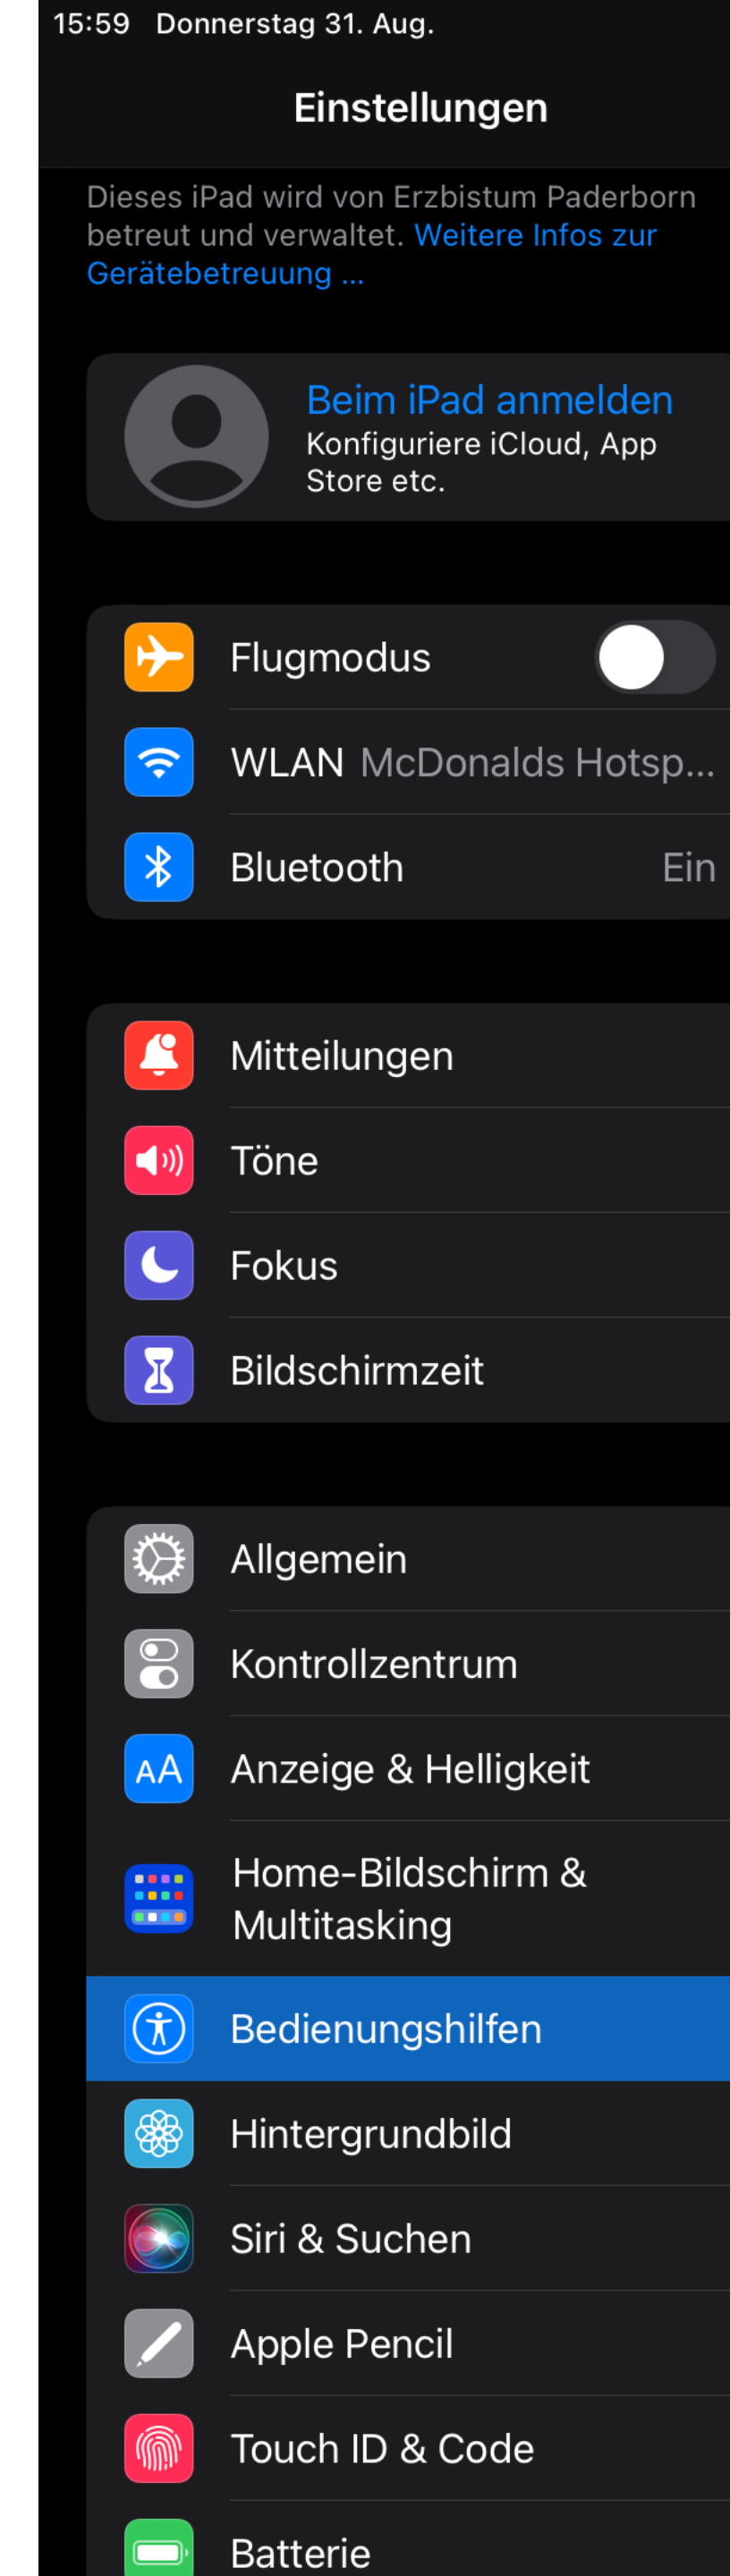 15:59 Donnerstag 31. Aug.
Einstellungen
Dieses iPad wird von Erzbistum Paderborn
betreut und verwaltet. Weitere Infos zur
Gerätebetreuung ...
Beim iPad anmelden
Konfiguriere iCloud, App
Store etc.
Flugmodus
WLAN McDonalds Hotsp...
Bluetooth Ein
Mitteilungen
Töne
Fokus
Bildschirmzeit
Allgemein
Kontrollzentrum
AA Anzeige & Helligkeit
Home-Bildschirm &
Multitasking
Bedienungshilfen
Hintergrundbild
Siri & Suchen
Apple Pencil
Touch ID & Code
Batterie